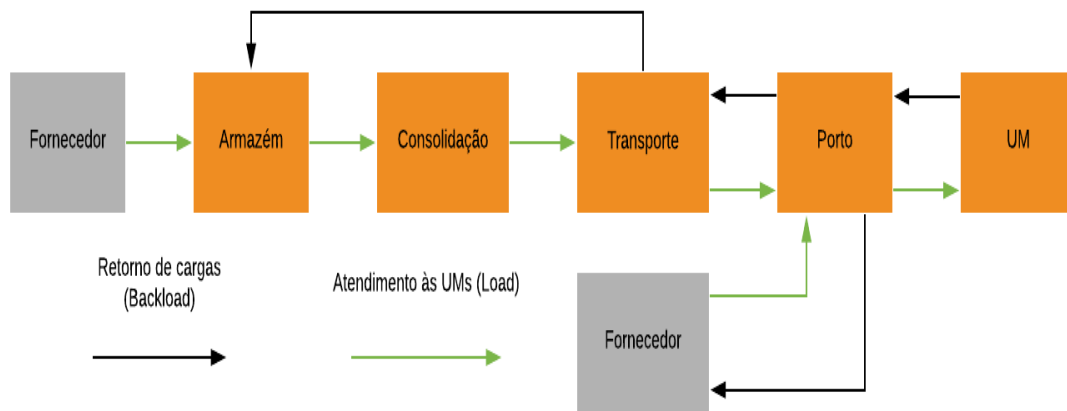 Fornecedor
Armazém
Consolidação
Transporte
Porto
UM
Retorno de cargas
(Backload)
Atendimento às UMs (Load)
Fornecedor